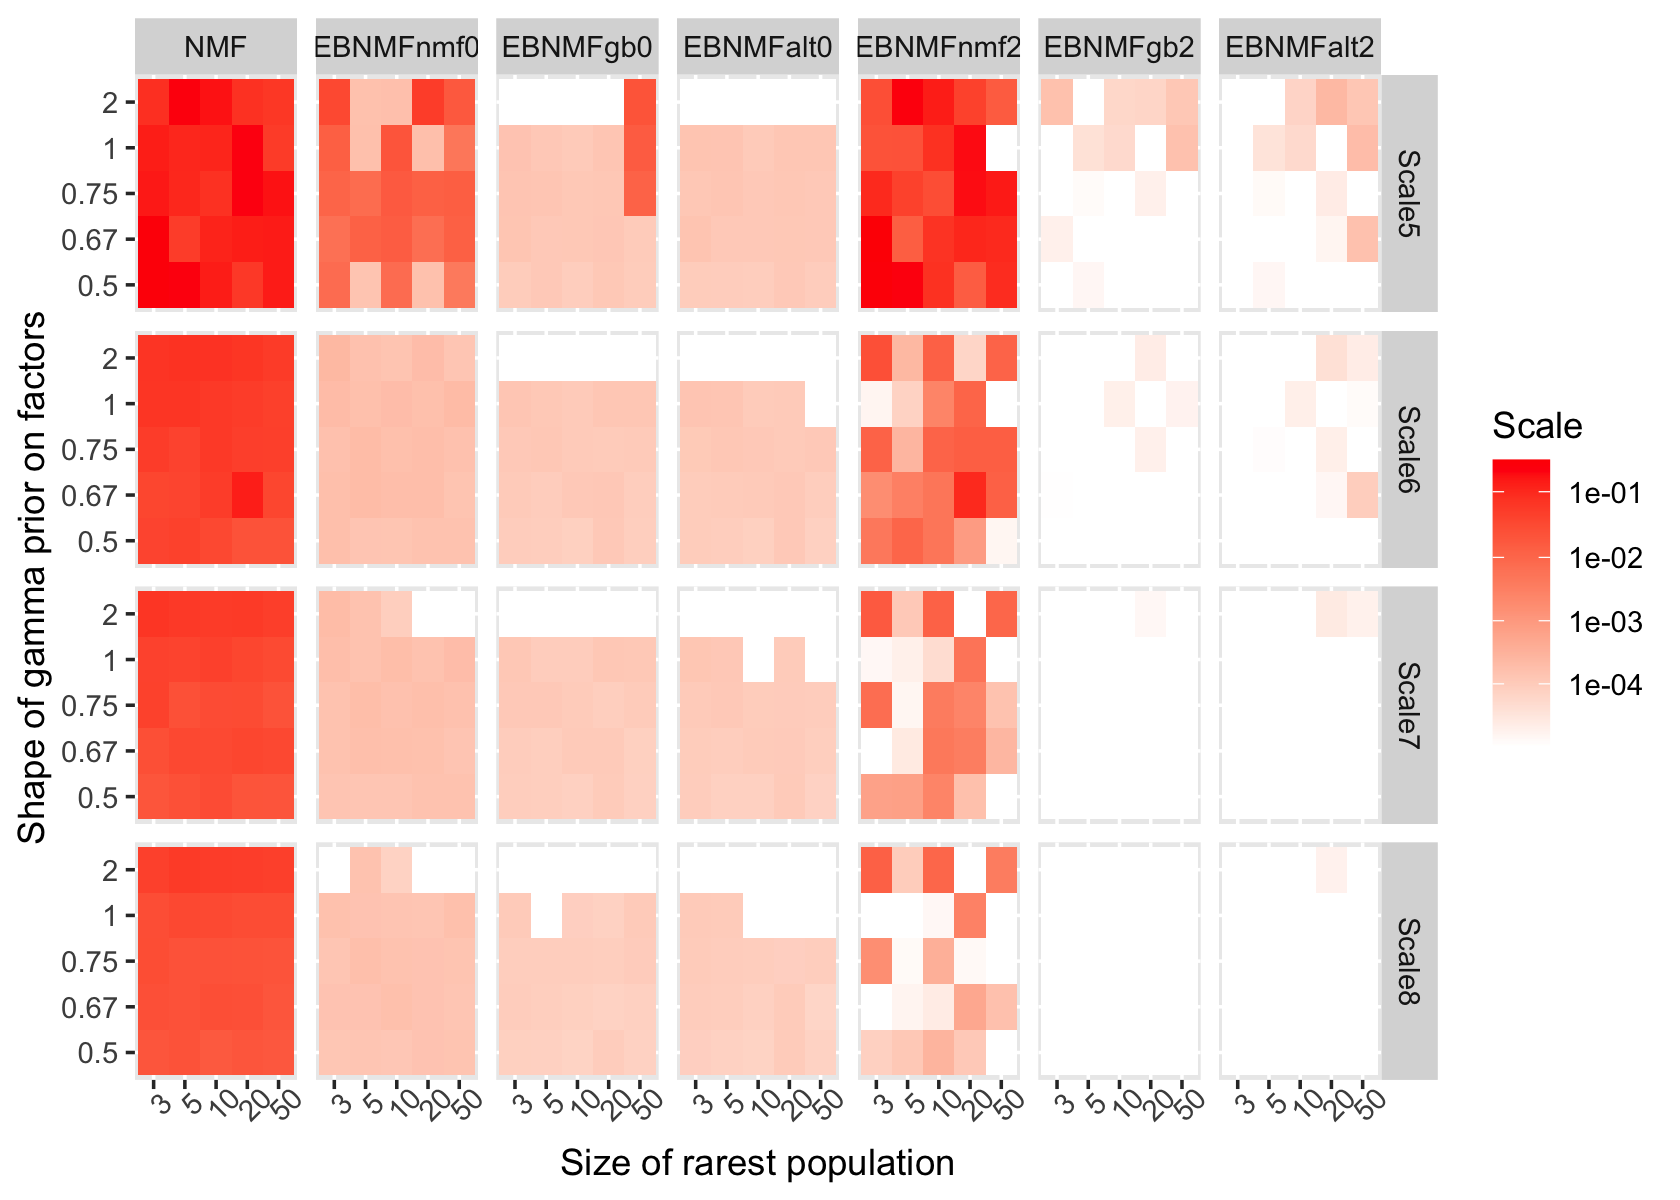 NMF EBNMFnmf0 EBNMFgb0 EBNMFalt0 EBNMFnmf2 EBNMFgb2 EBNMFalt2
Shape of gamma prior on factors
2
1
0.75
0.67
0.5
Scale5
2
1
0.75
0.67
0.5
Scale6
2
1
0.75
0.67
0.5
Scale7
2
1
0.75
0.67
0.5
Scale8
3 5 10 20 50 3 5 10 20 50 3 5 10 20 50 3 5 10 20 50 3 5 10 20 50 3 5 10 20 50 3 5 10 20 50
Size of rarest population
Scale
1e-01
1e-02
1e-03
1e-04